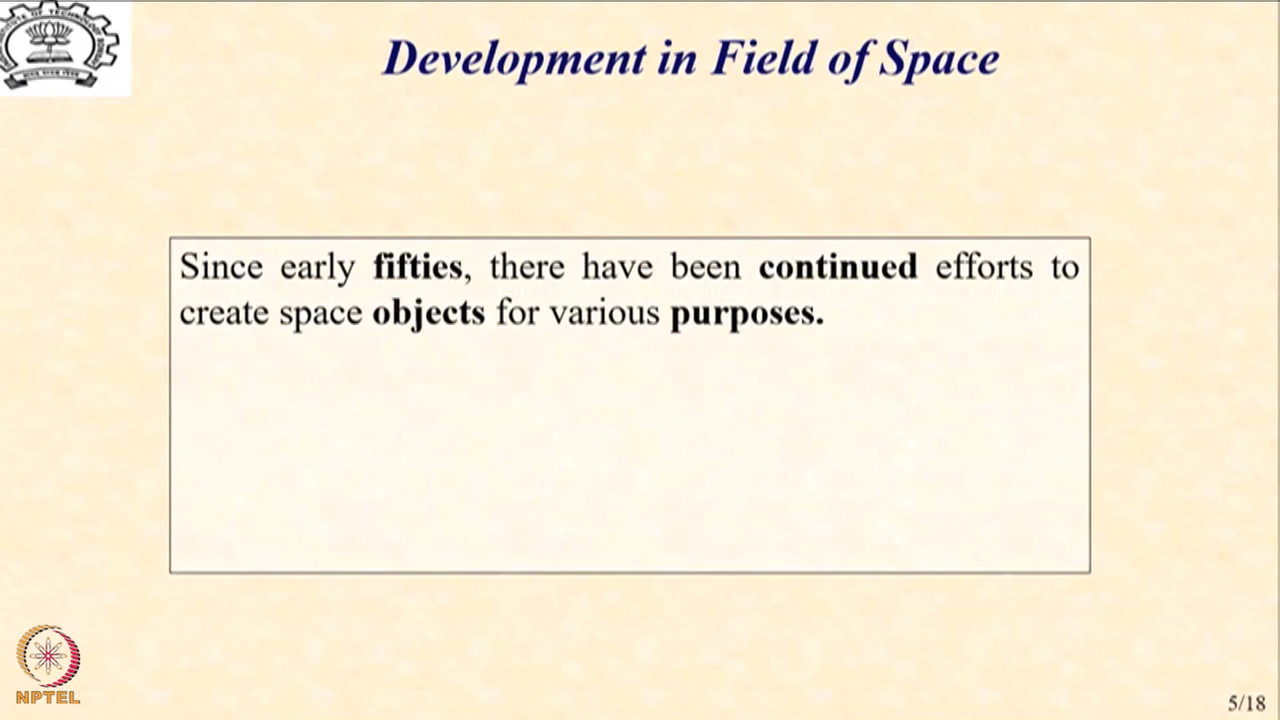 Development in Field of Space
Since early fifties, there have been continued efforts to
create space objects for various purposes.
NPTEL
5/18